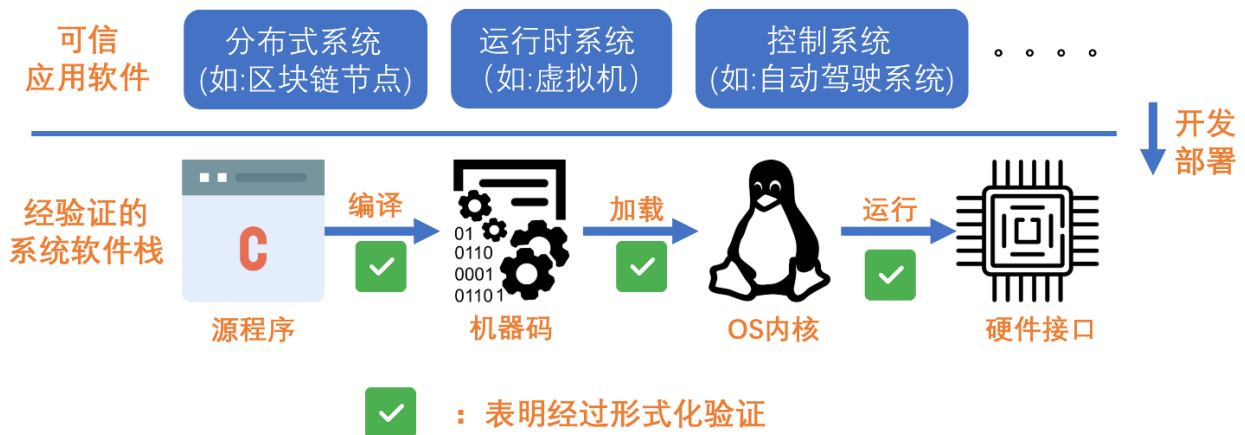 可信
应用软件
分布式系统
(如:区块链节点)
运行时系统
（如:虚拟机）
控制系统
(如:自动驾驶系统)
。。。。
开发
部署
经验证的
系统软件栈
C
编译
01
0110
0001
01101
加载
运行
源程序
机器码
OS内核
硬件接口
：表明经过形式化验证